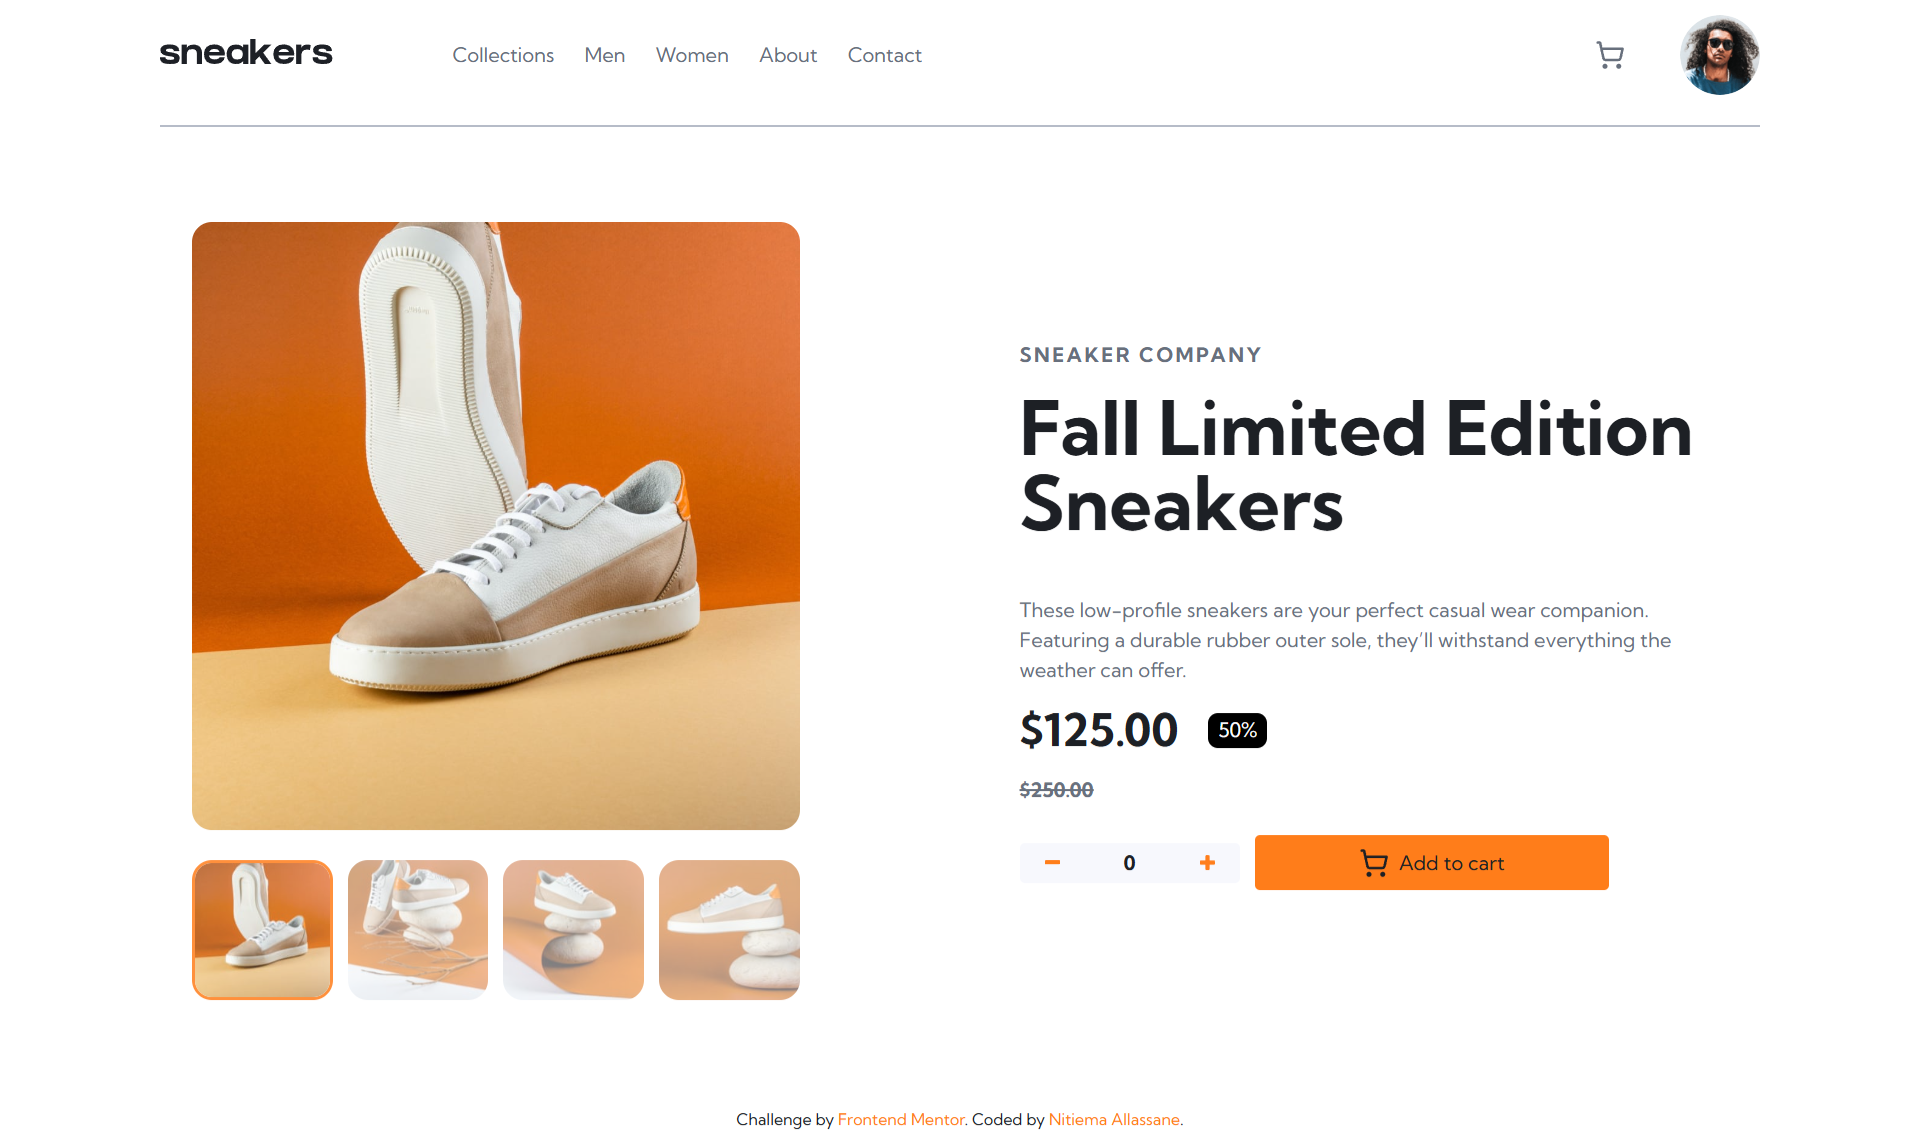 sneakers
Collections Men Women About Contact
SNEAKER COMPANY
Fall Limited Edition
Sneakers
These low-profile sneakers are your perfect casual wear companion.
Featuring a durable rubber outer sole, they’ll withstand everything the
weather can offer.
$125.00 50%
$250.00
0
Add to cart
Challenge by Frontend Mentor. Coded by Nitiema Allassane.